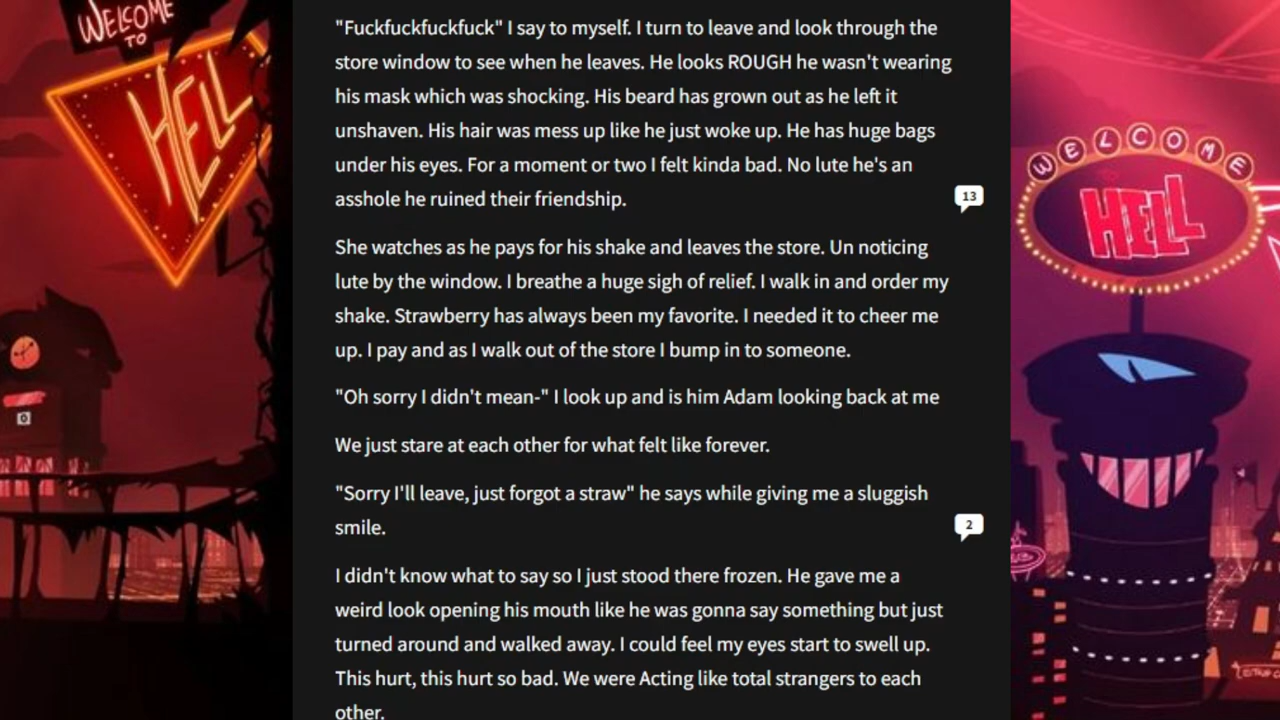 WELCOME
TO
HELL
"Fuckfuckfuckfuck" I say to myself. I turn to leave and look through the
store window to see when he leaves. He looks ROUGH he wasn't wearing
his mask which was shocking. His beard has grown out as he left it
unshaven. His hair was mess up like he just woke up. He has huge bags
under his eyes. For a moment or two I felt kinda bad. No lute he's an
asshole he ruined their friendship.
13
She watches as he pays for his shake and leaves the store. Un noticing
lute by the window. I breathe a huge sigh of relief. I walk in and order my
shake. Strawberry has always been my favorite. I needed it to cheer me
up. I pay and as I walk out of the store I bump in to someone.
"Oh sorry I didn't mean-" I look up and is him Adam looking back at me
We just stare at each other for what felt like forever.
"Sorry I'll leave, just forgot a straw" he says while giving me a sluggish
smile.
2
I didn't know what to say so I just stood there frozen. He gave me a
weird look opening his mouth like he was gonna say something but just
turned around and walked away. I could feel my eyes start to swell up.
This hurt, this hurt so bad. We were Acting like total strangers to each
other.
WELCOME
HELL